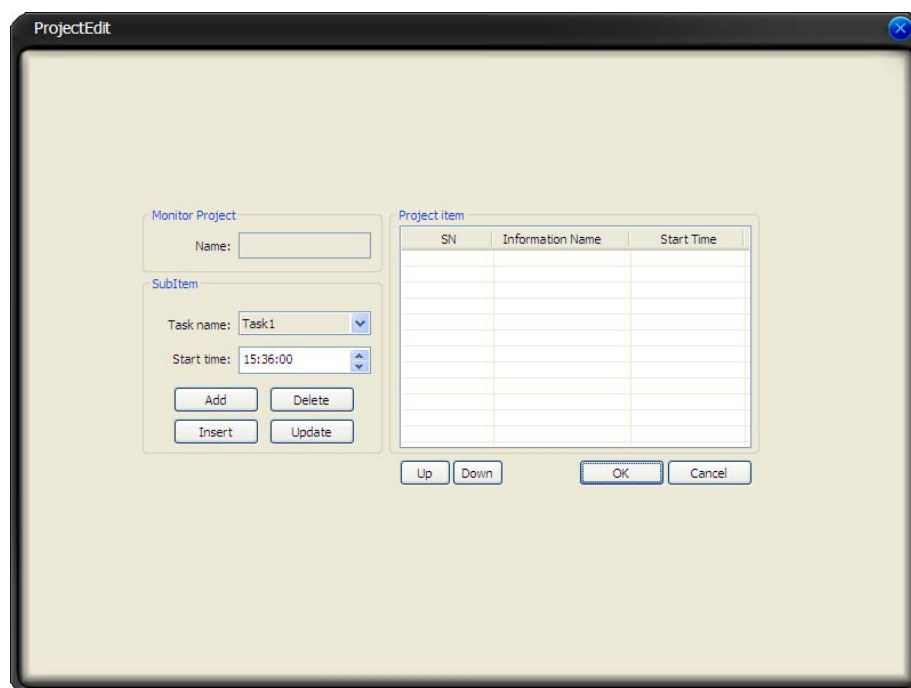 ProjectEdit
Monitor Project
Name:
SubItem
Task name: Task1
Start time: 15:36:00
Add Delete
Insert Update
Project item
SN Information Name Start Time
Up Down OK Cancel